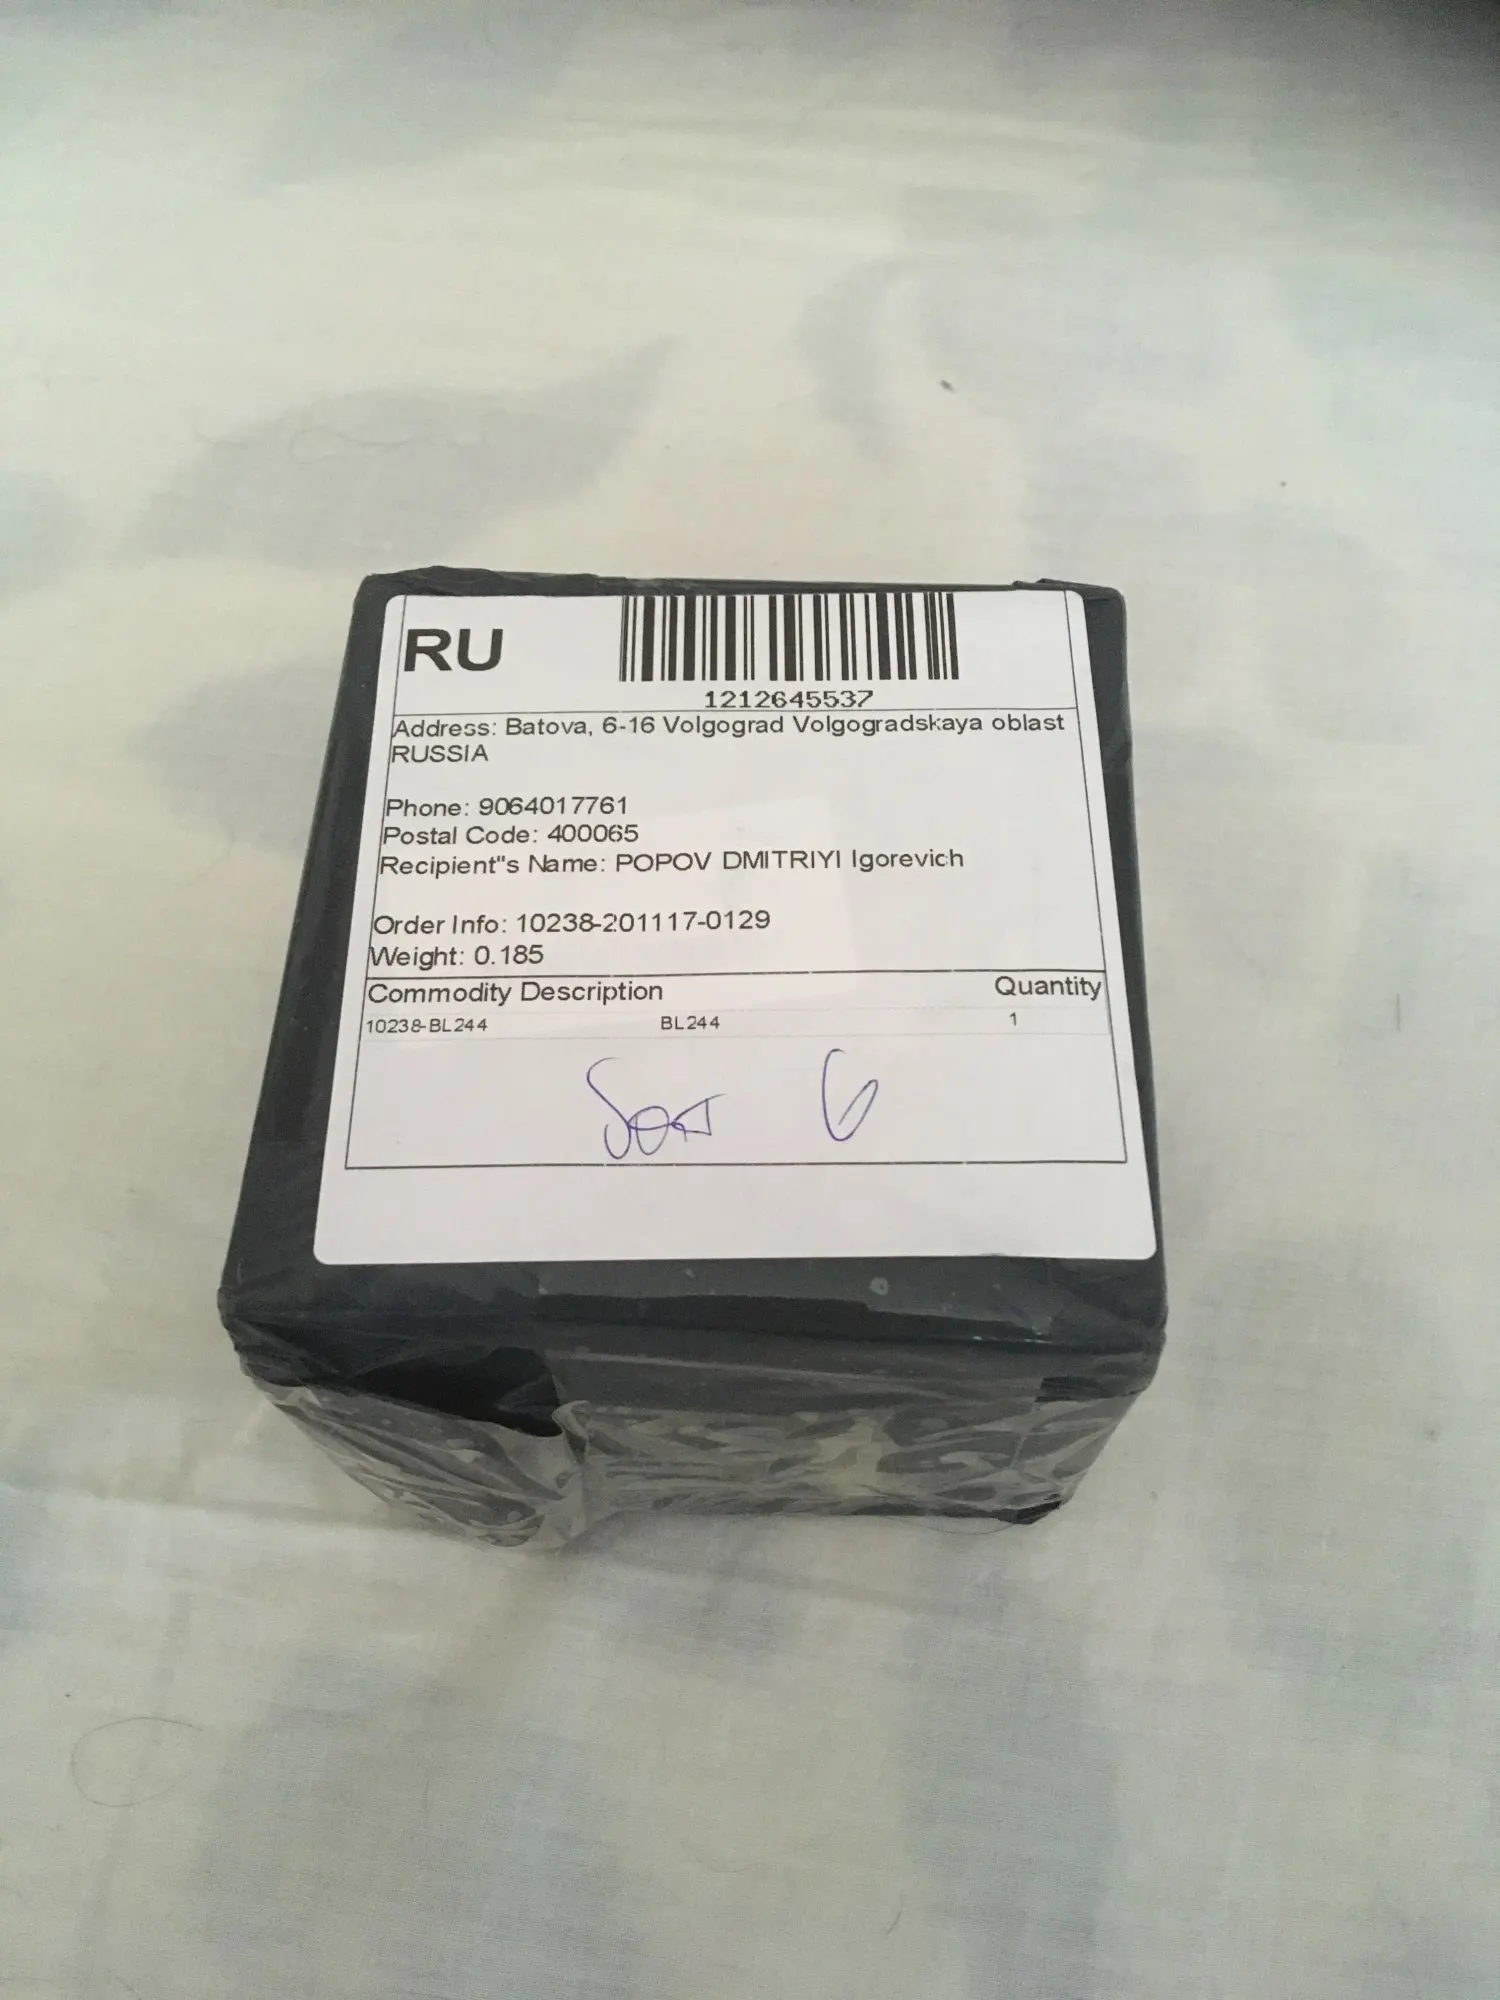 RU
1212645537
Address: Batova, 6-16 Volgograd Volgogradskaya oblast
RUSSIA
Phone: 9064017761
Postal Code: 400065
Recipient"s Name: POPOV DMITRIYI Igorevich
Order Info: 10238-201117-0129
Weight: 0.185
Commodity Description Quantity
10238-BL244 BL244 1
6